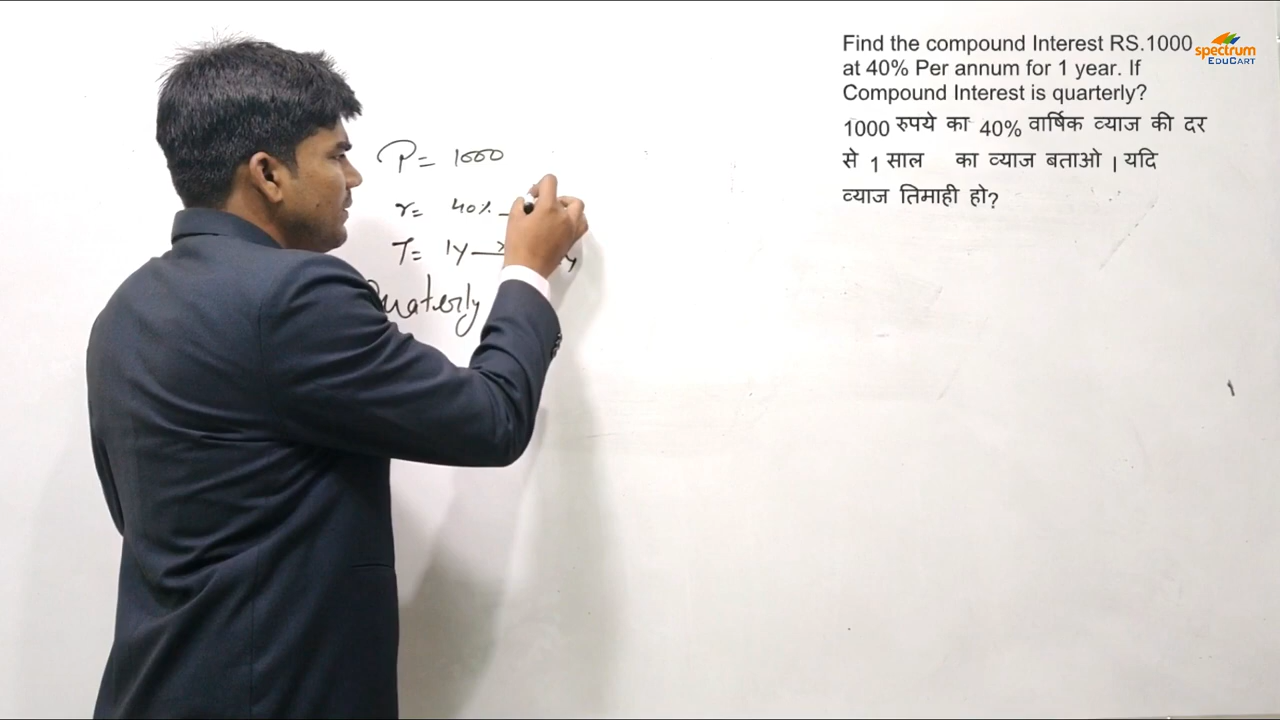 Find the compound Interest RS.1000
at 40% Per annum for 1 year. If
Compound Interest is quarterly?
1000 रुपये का 40% वार्षिक व्याज की दर
से 1 साल का व्याज बताओ । यदि
व्याज तिमाही हो?
spectrum
EDUCART
P = 1000
r = 40%
T = 1y
Quaterly